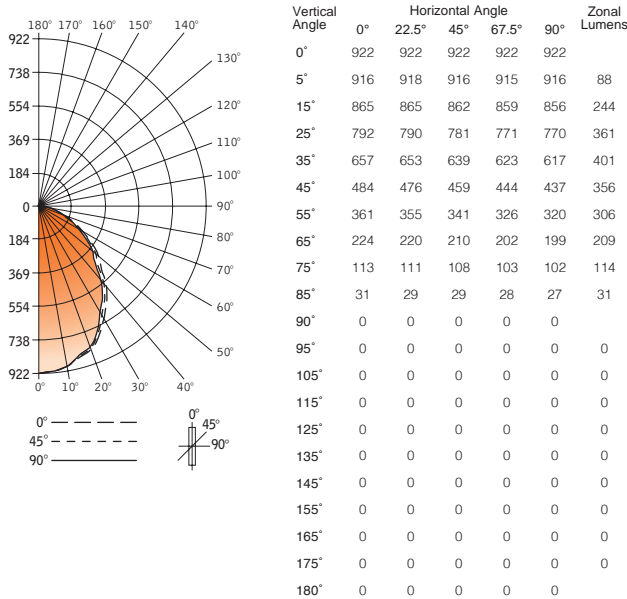 180° 170° 160° 150° 140°
922
738
554
369
184
0
184
369
554
738
922
130°
120°
110°
100°
90°
80°
70°
60°
50°
0° 10° 20° 30° 40°
0°
45°
90°
0°
45°
90°
Vertical Angle Horizontal Angle Zonal Lumens
0° 22.5° 45° 67.5° 90°
0° 922 922 922 922 922
5° 916 918 916 915 916 88
15° 865 865 862 859 856 244
25° 792 790 781 771 770 361
35° 657 653 639 623 617 401
45° 484 476 459 444 437 356
55° 361 355 341 326 320 306
65° 224 220 210 202 199 209
75° 113 111 108 103 102 114
85° 31 29 29 28 27 31
90° 0 0 0 0 0
95° 0 0 0 0 0 0
105° 0 0 0 0 0 0
115° 0 0 0 0 0 0
125° 0 0 0 0 0 0
135° 0 0 0 0 0 0
145° 0 0 0 0 0 0
155° 0 0 0 0 0 0
165° 0 0 0 0 0 0
175° 0 0 0 0 0 0
180° 0 0 0 0 0